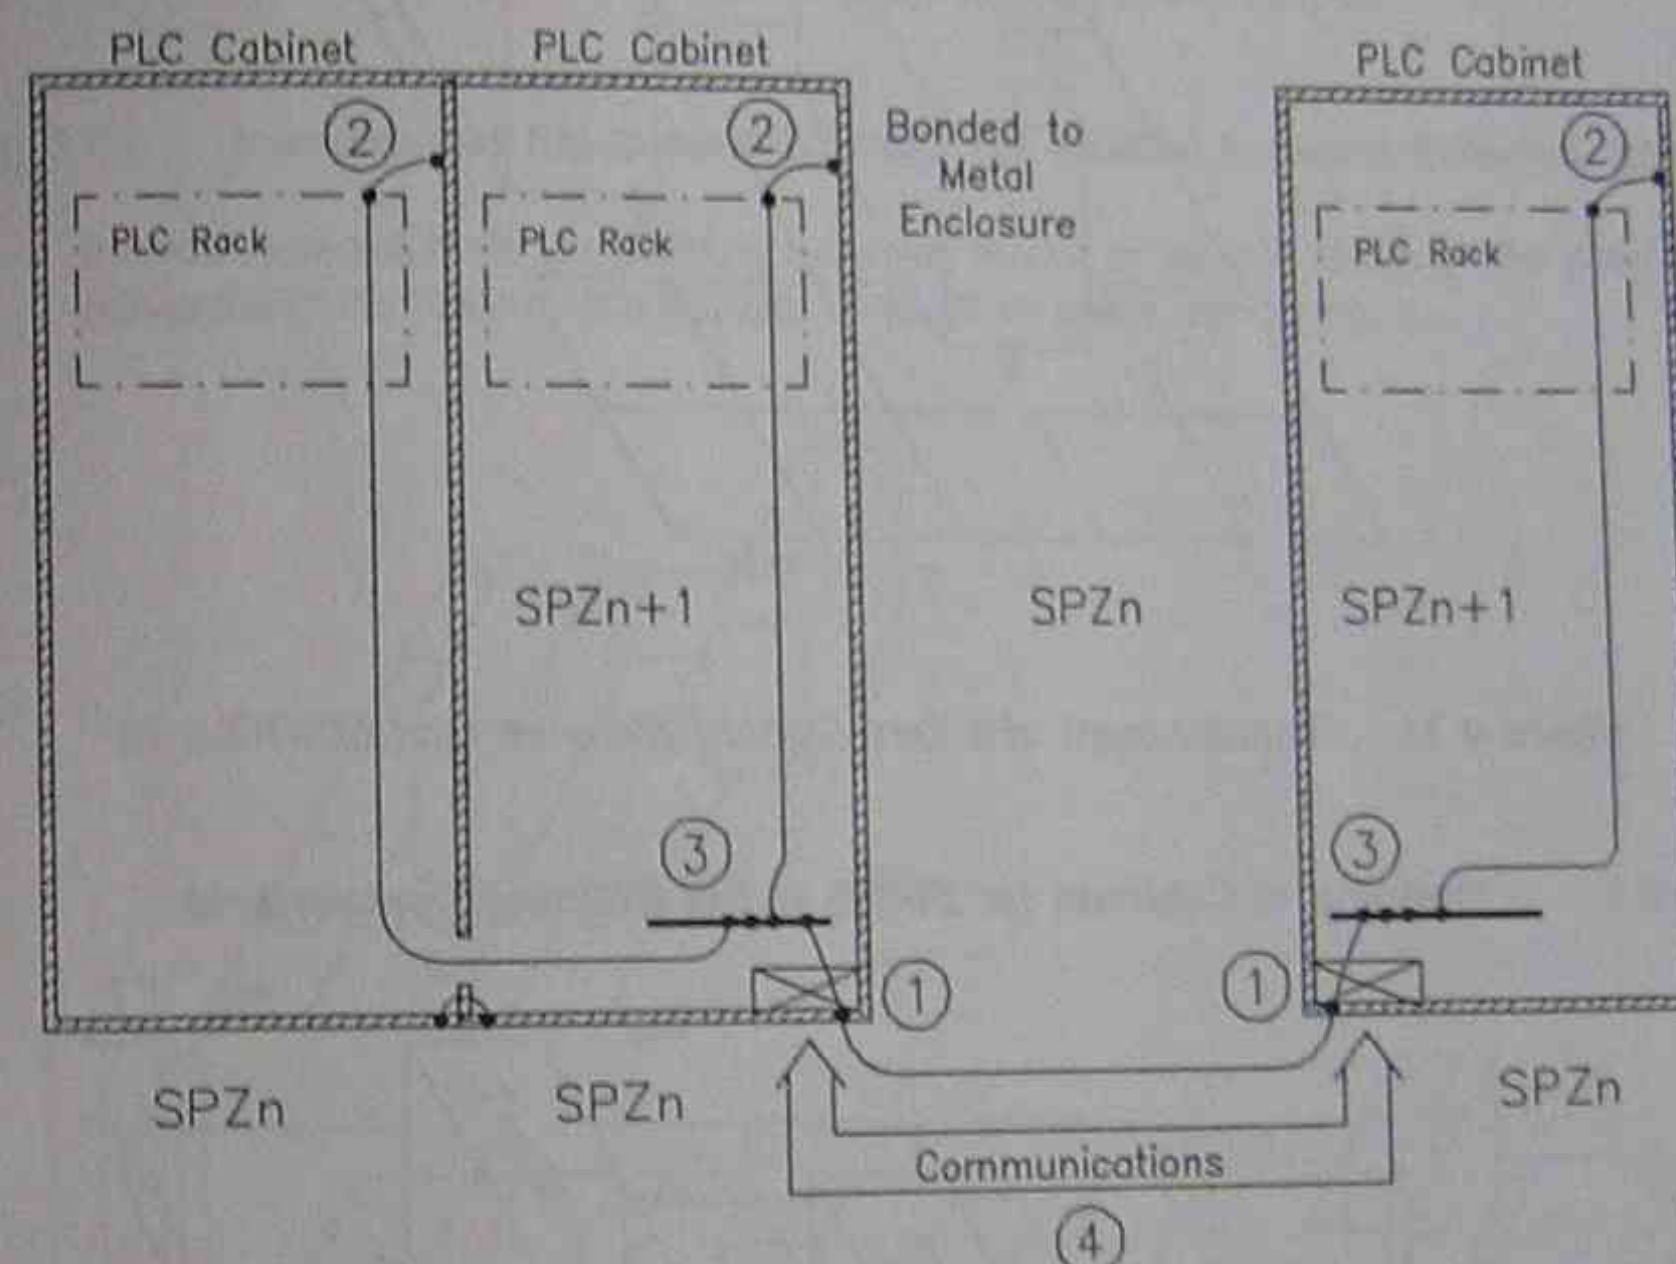 PLC Cabinet
PLC Cabinet
PLC Cabinet
2
2
Bonded to
Metal
Enclosure
2
PLC Rack
PLC Rack
PLC Rack
SPZn+1
SPZn
SPZn+1
3
3
1
1
SPZn
SPZn
SPZn
Communications
4